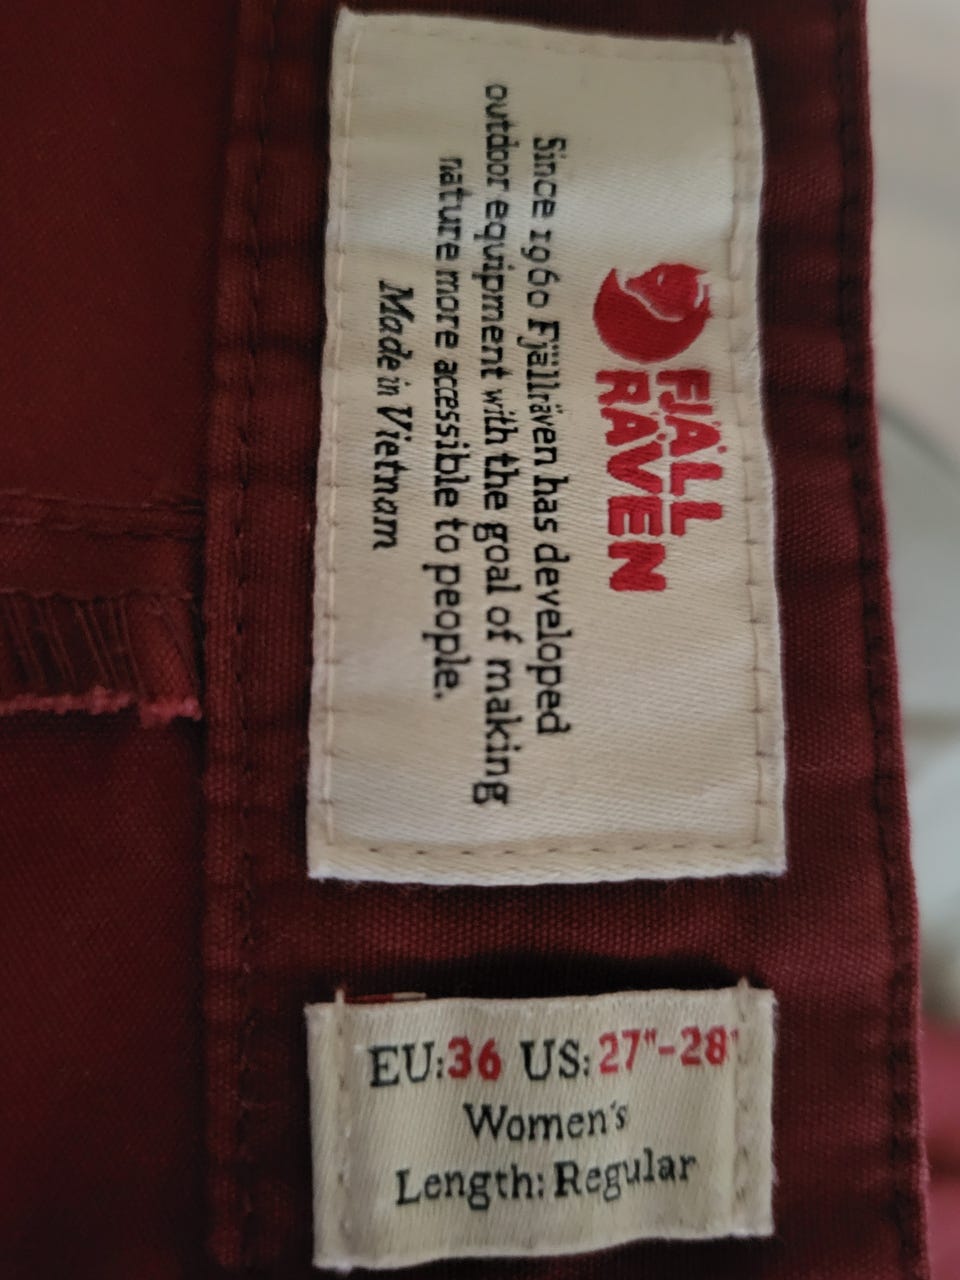 FJÄLL
RÄVEN
Since 1960 Fjällräven has developed
outdoor equipment with the goal of making
nature more accessible to people.
Made in Vietnam
EU:36 US:27"-28"
Women's
Length: Regular